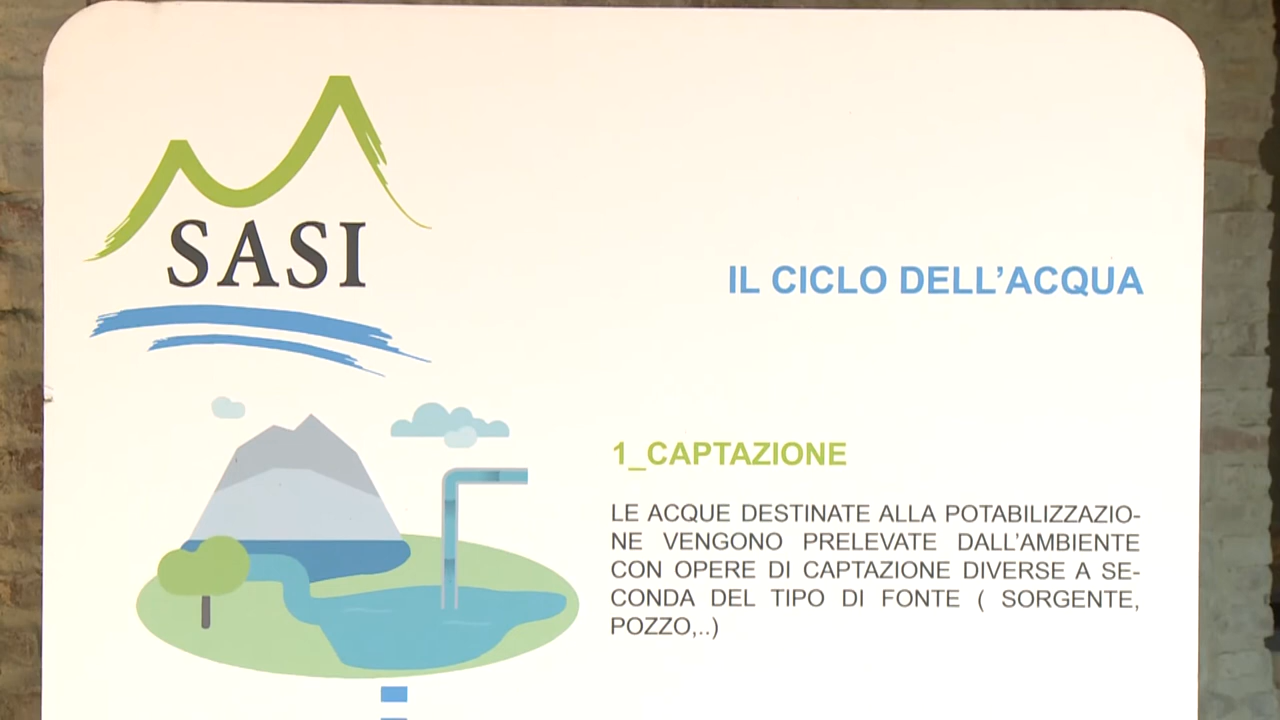 SASI
IL CICLO DELL'ACQUA
1_CAPTAZIONE
LE ACQUE DESTINATE ALLA POTABILIZZAZIO-
NE VENGONO PRELEVATE DALL'AMBIENTE
CON OPERE DI CAPTAZIONE DIVERSE A SE-
CONDA DEL TIPO DI FONTE ( SORGENTE,
POZZO,..)